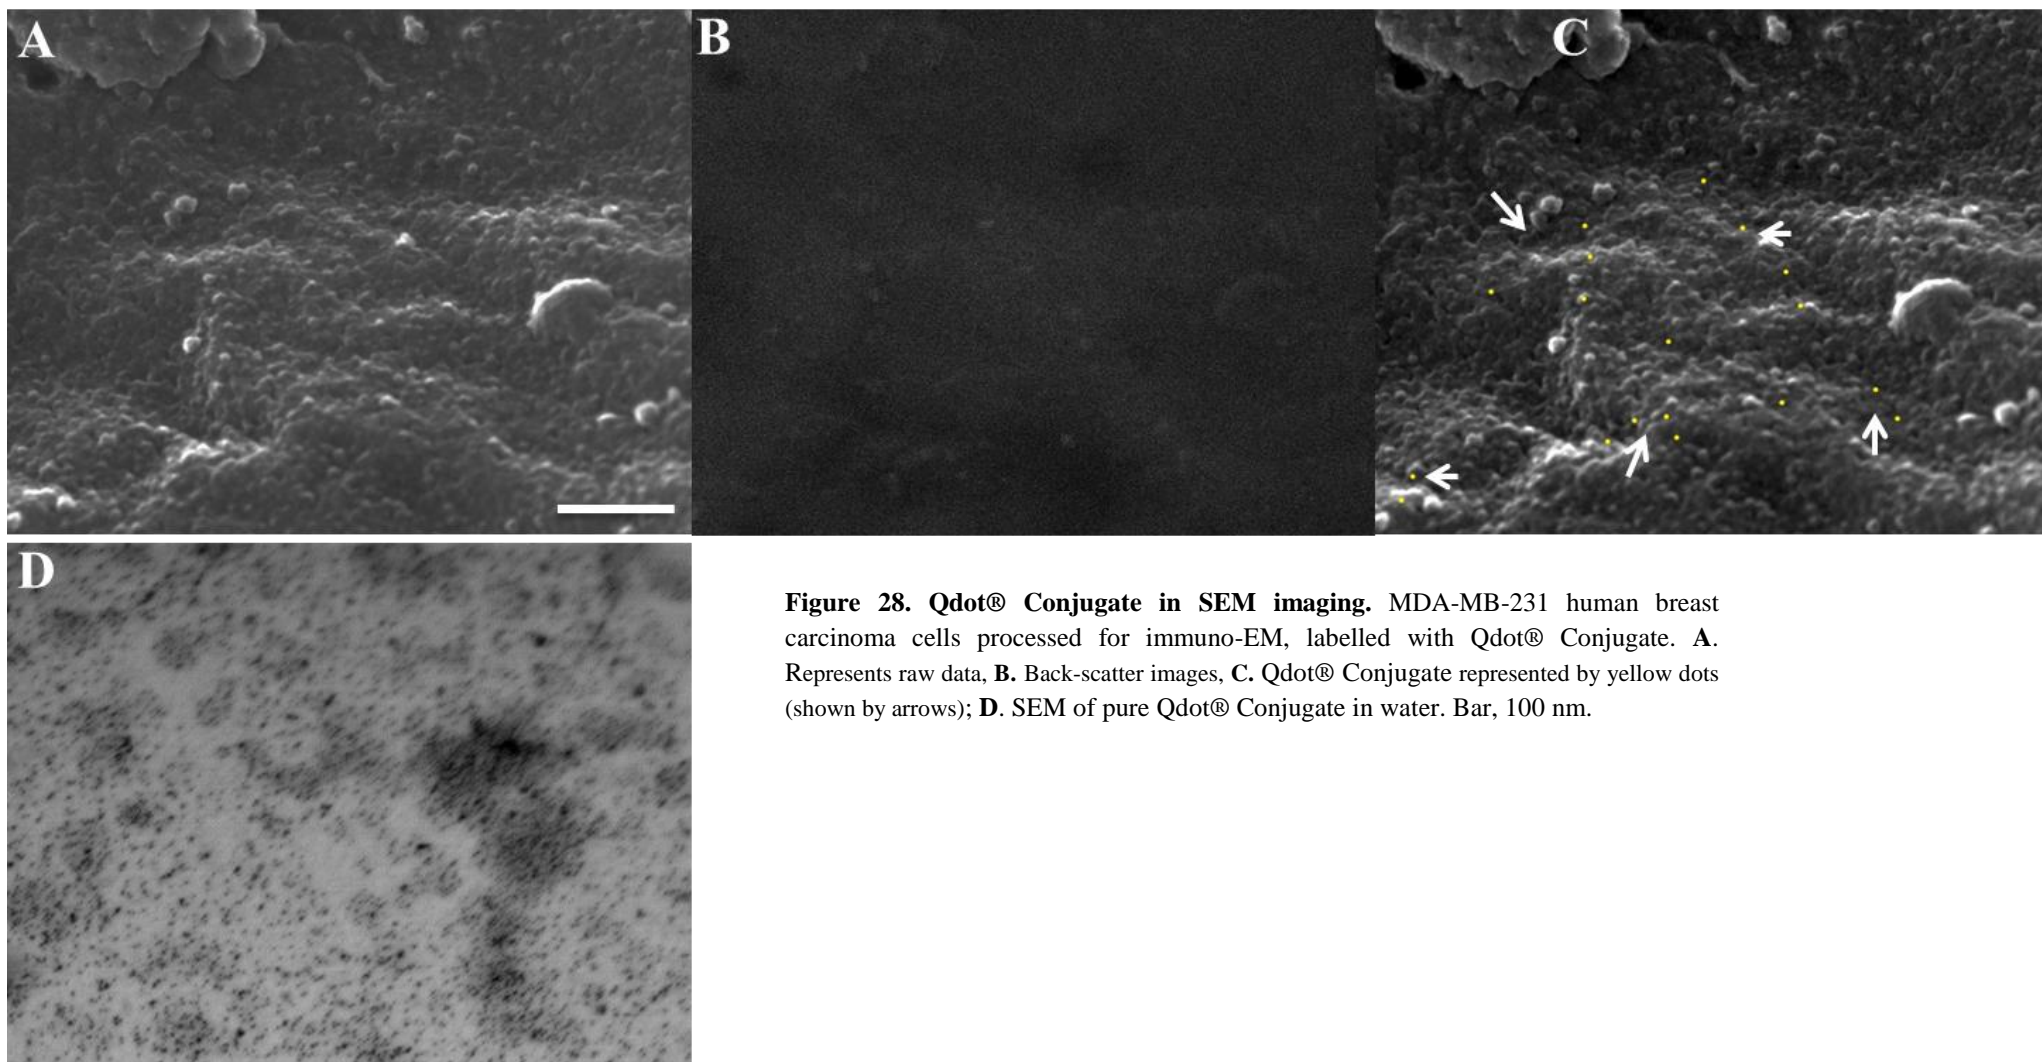 A
B
C
D
Figure 28. Qdot® Conjugate in SEM imaging. MDA-MB-231 human breast
carcinoma cells processed for immuno-EM, labelled with Qdot® Conjugate. A.
Represents raw data, B. Back-scatter images, C. Qdot® Conjugate represented by yellow dots
(shown by arrows); D. SEM of pure Qdot® Conjugate in water. Bar, 100 nm.